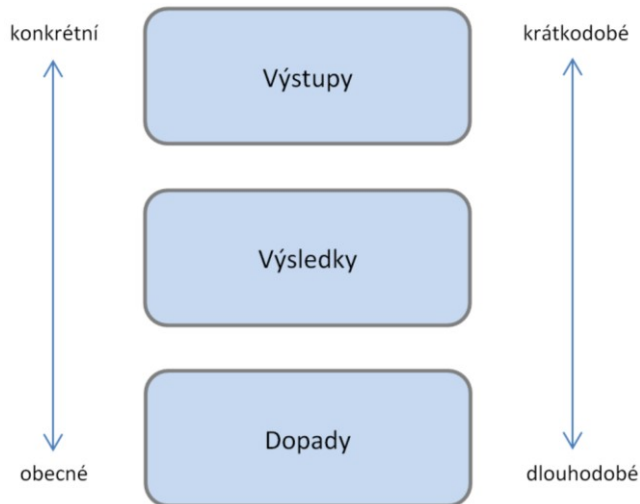 konkrétní
krátkodobé
Výstupy
Výsledky
Dopady
obecné
dlouhodobé